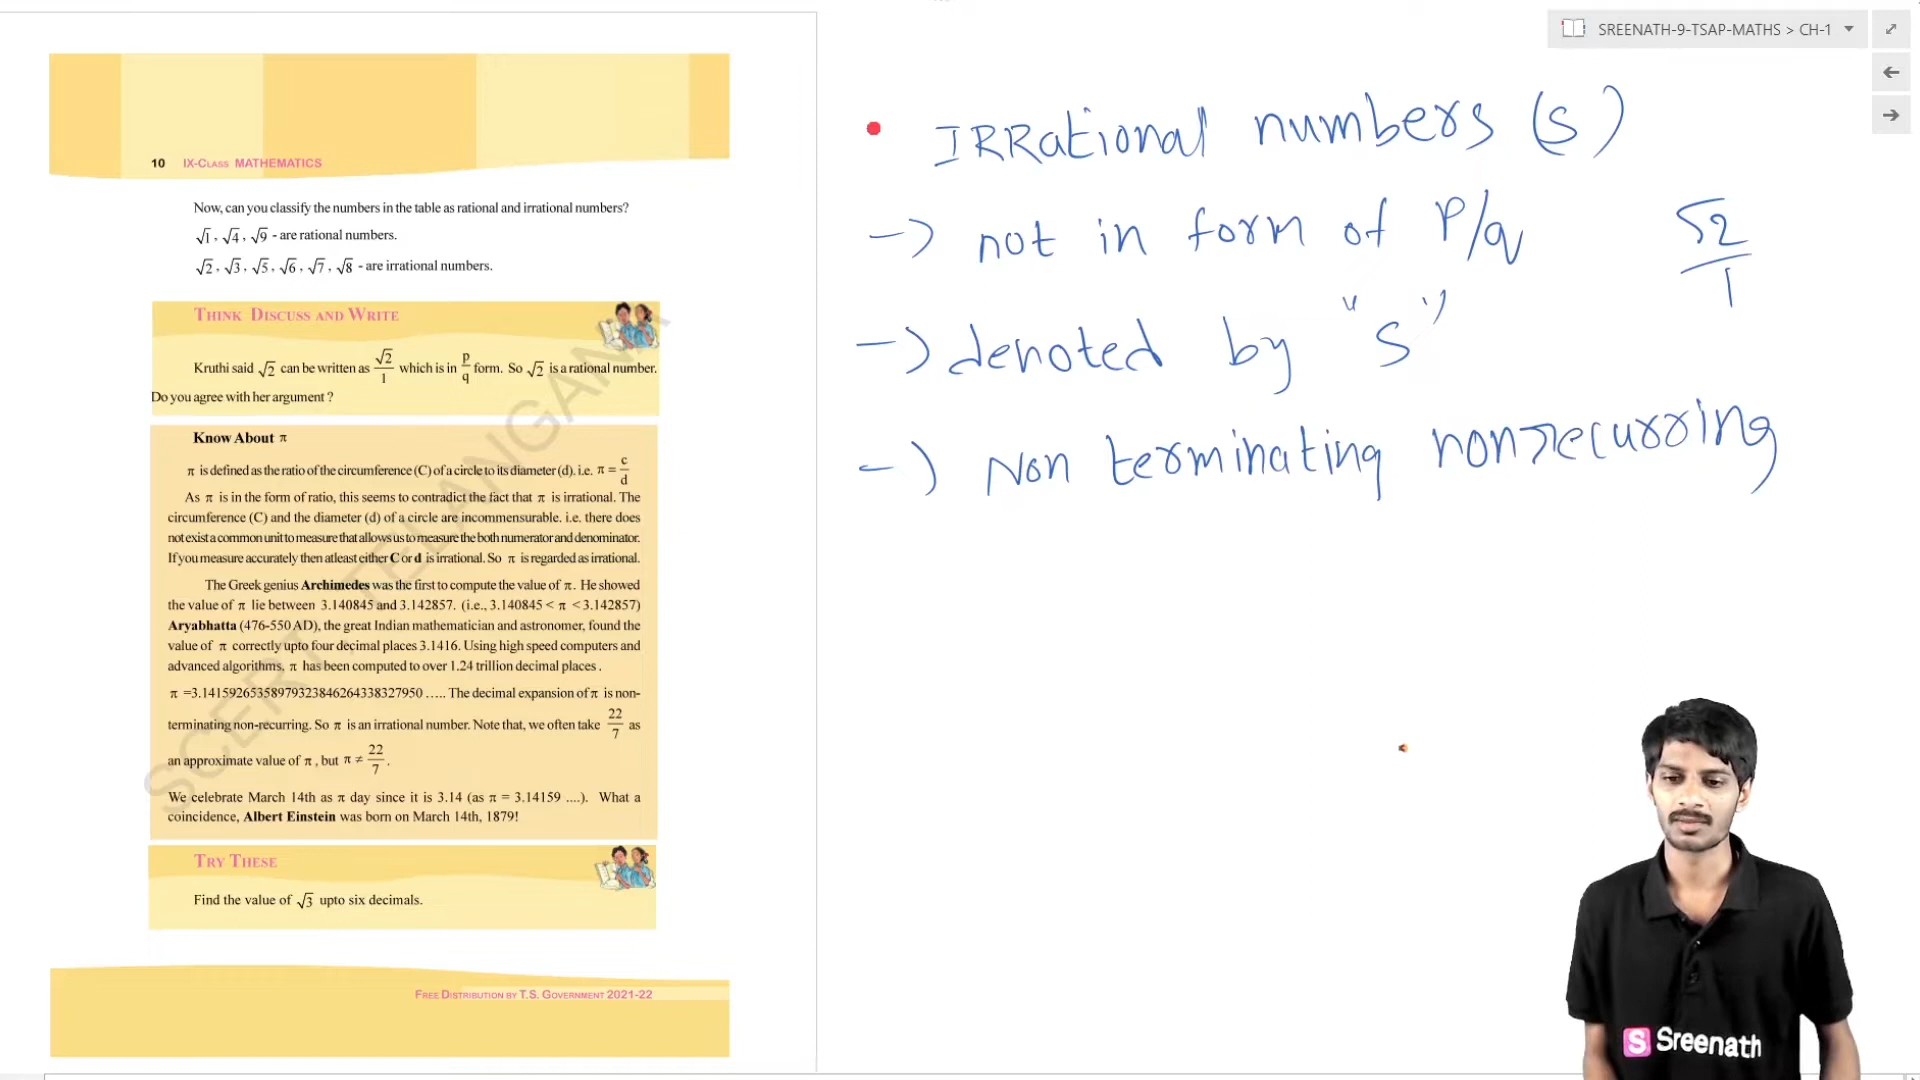 SREENATH-9-TSAP-MATHS > CH-1
10 IX-CLASS MATHEMATICS
Now, can you classify the numbers in the table as rational and irrational numbers?
√1 , √4 , √9 - are rational numbers.
√2 , √3 , √5 , √6 , √7 , √8 - are irrational numbers.
THINK DISCUSS AND WRITE
Kruthi said √2 can be written as √2/1 which is in p/q form. So √2 is a rational number.
Do you agree with her argument ?
Know About π
π is defined as the ratio of the circumference (C) of a circle to its diameter (d). i.e. π = c/d
As π is in the form of ratio, this seems to contradict the fact that π is irrational. The
circumference (C) and the diameter (d) of a circle are incommensurable. i.e. there does
not exist a common unit to measure that allows us to measure the both numerator and denominator.
If you measure accurately then atleast either C or d is irrational. So π is regarded as irrational.
The Greek genius Archimedes was the first to compute the value of π. He showed
the value of π lie between 3.140845 and 3.142857. (i.e., 3.140845 < π < 3.142857)
Aryabhatta (476-550 AD), the great Indian mathematician and astronomer, found the
value of π correctly upto four decimal places 3.1416. Using high speed computers and
advanced algorithms, π has been computed to over 1.24 trillion decimal places .
π =3.14159265358979323846264338327950 ….. The decimal expansion of π is non-
terminating non-recurring. So π is an irrational number. Note that, we often take 22/7 as
an approximate value of π , but π ≠ 22/7 .
We celebrate March 14th as π day since it is 3.14 (as π = 3.14159 ....). What a
coincidence, Albert Einstein was born on March 14th, 1879!
TRY THESE
Find the value of √3 upto six decimals.
FREE DISTRIBUTION BY T.S. GOVERNMENT 2021-22
SCERT TELANGANA
• IRRational numbers (s)
-> not in form of P/q √2/1
-> denoted by "S"
-> Non terminating non recurring
S Sreenath